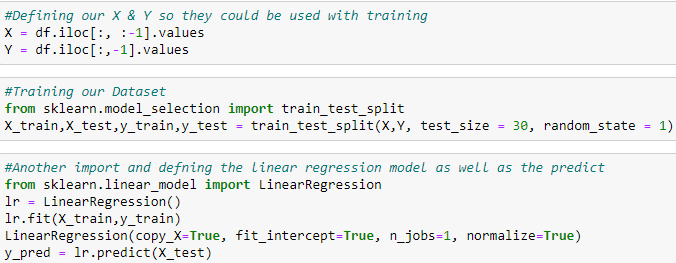 #Defining our X & Y so they could be used with training
X = df.iloc[:, :-1].values
Y = df.iloc[:,-1].values
#Training our Dataset
from sklearn.model_selection import train_test_split
X_train,X_test,y_train,y_test = train_test_split(X,Y, test_size = 30, random_state = 1)
#Another import and defning the linear regression model as well as the predict
from sklearn.linear_model import LinearRegression
lr = LinearRegression()
lr.fit(X_train,y_train)
LinearRegression(copy_X=True, fit_intercept=True, n_jobs=1, normalize=True)
y_pred = lr.predict(X_test)